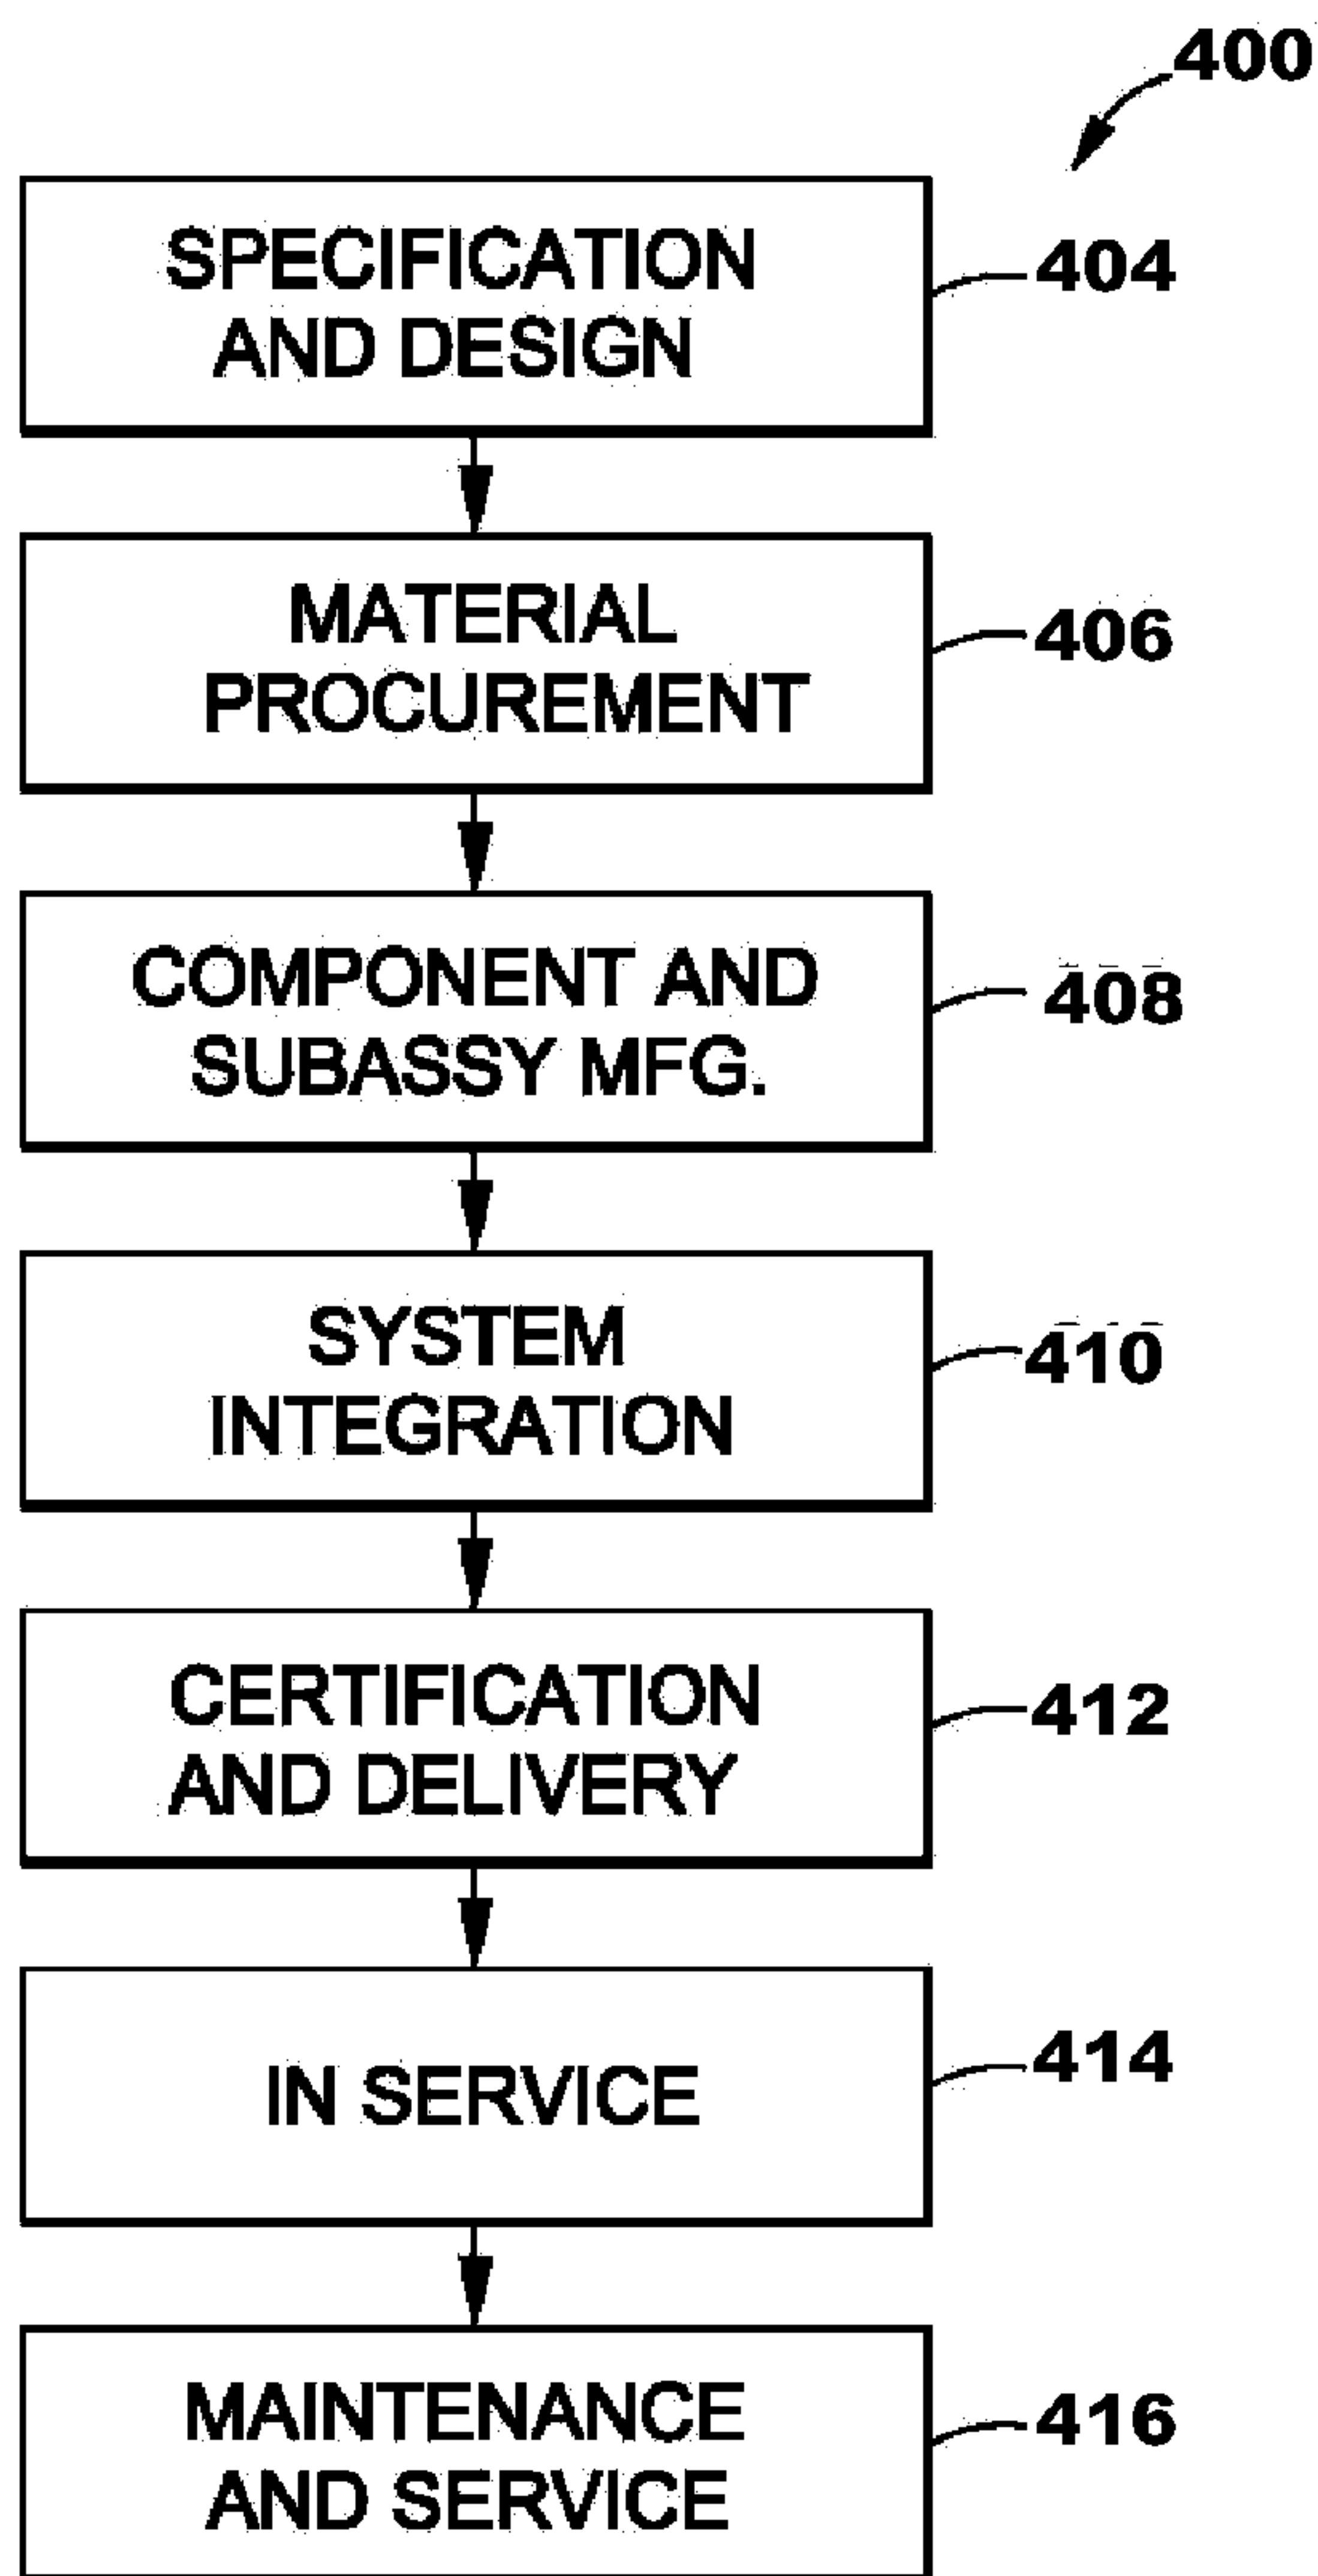 400
SPECIFICATION
AND DESIGN
404
MATERIAL
PROCUREMENT
406
COMPONENT AND
SUBASSY MFG.
408
SYSTEM
INTEGRATION
410
CERTIFICATION
AND DELIVERY
412
IN SERVICE
414
MAINTENANCE
AND SERVICE
416